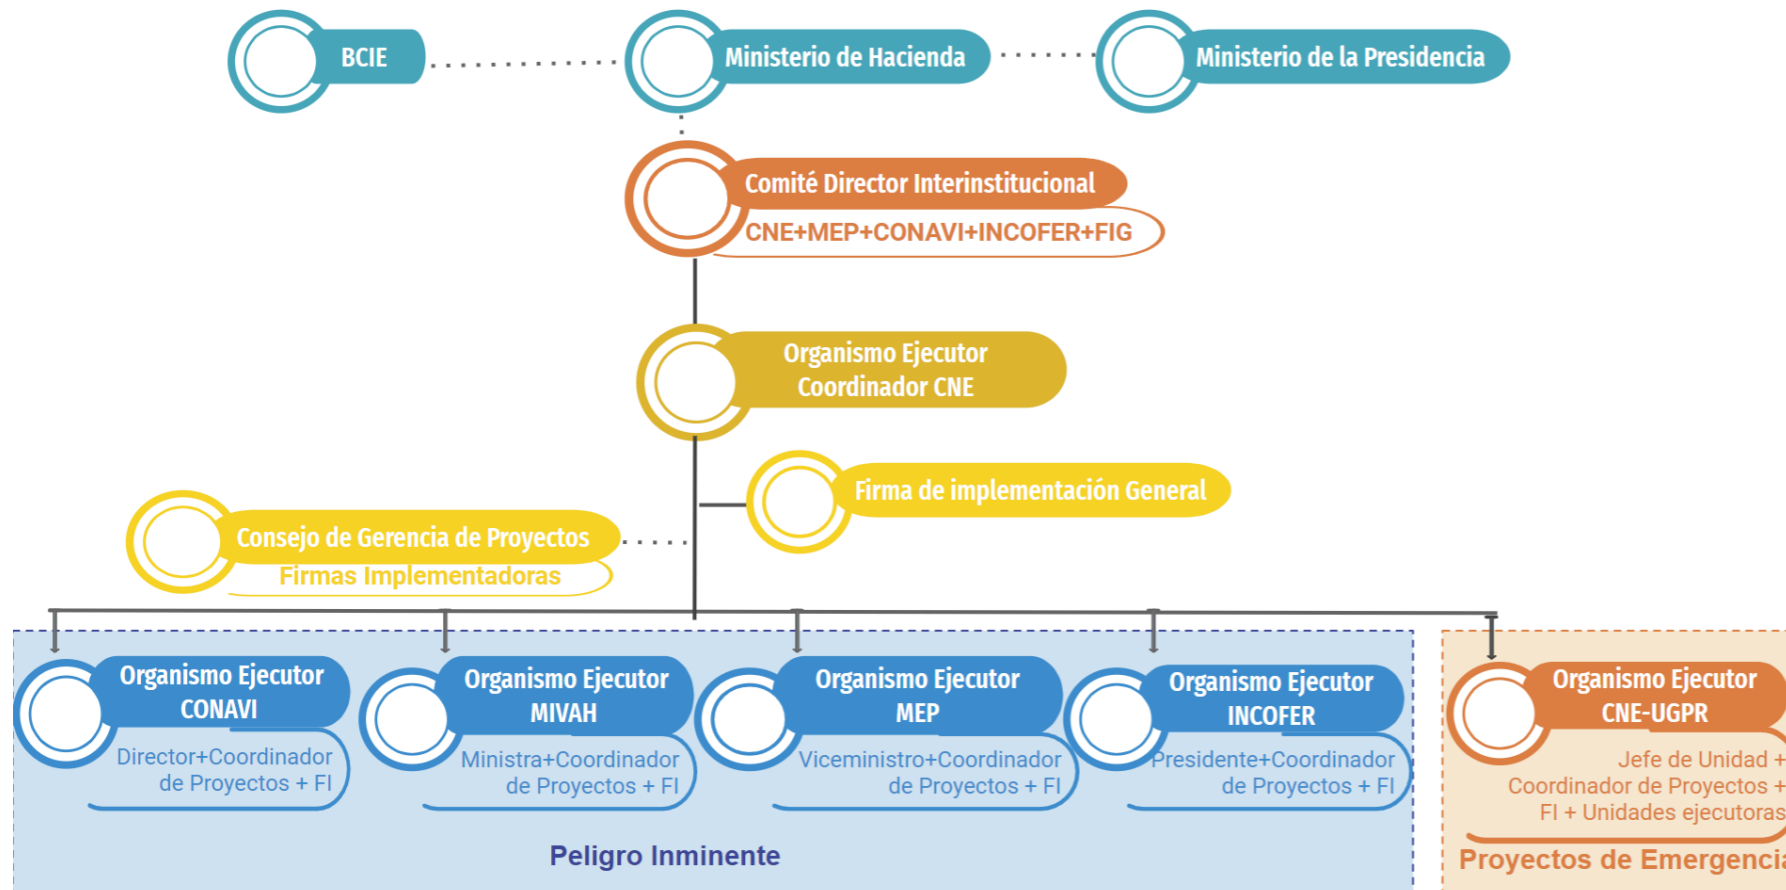 BCIE
Ministerio de Hacienda
Ministerio de la Presidencia
Comité Director Interinstitucional
CNE+MEP+CONAVI+INCOFER+FIG
Organismo Ejecutor
Coordinador CNE
Firma de implementación General
Consejo de Gerencia de Proyectos
Firmas Implementadoras
Organismo Ejecutor
CONAVI
Director+Coordinador
de Proyectos + FI
Organismo Ejecutor
MIVAH
Ministra+Coordinador
de Proyectos + FI
Organismo Ejecutor
MEP
Viceministro+Coordinador
de Proyectos + FI
Organismo Ejecutor
INCOFER
Presidente+Coordinador
de Proyectos + FI
Organismo Ejecutor
CNE-UGPR
Jefe de Unidad +
Coordinador de Proyectos +
FI + Unidades ejecutoras
Peligro Inminente
Proyectos de Emergencia